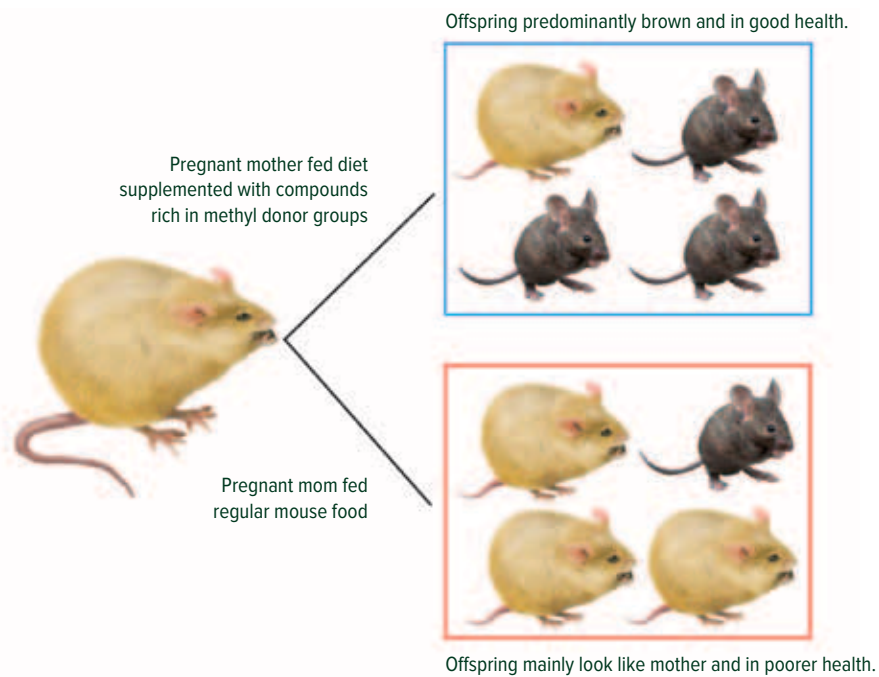 Offspring predominantly brown and in good health.
Pregnant mother fed diet
supplemented with compounds
rich in methyl donor groups
Pregnant mom fed
regular mouse food
Offspring mainly look like mother and in poorer health.